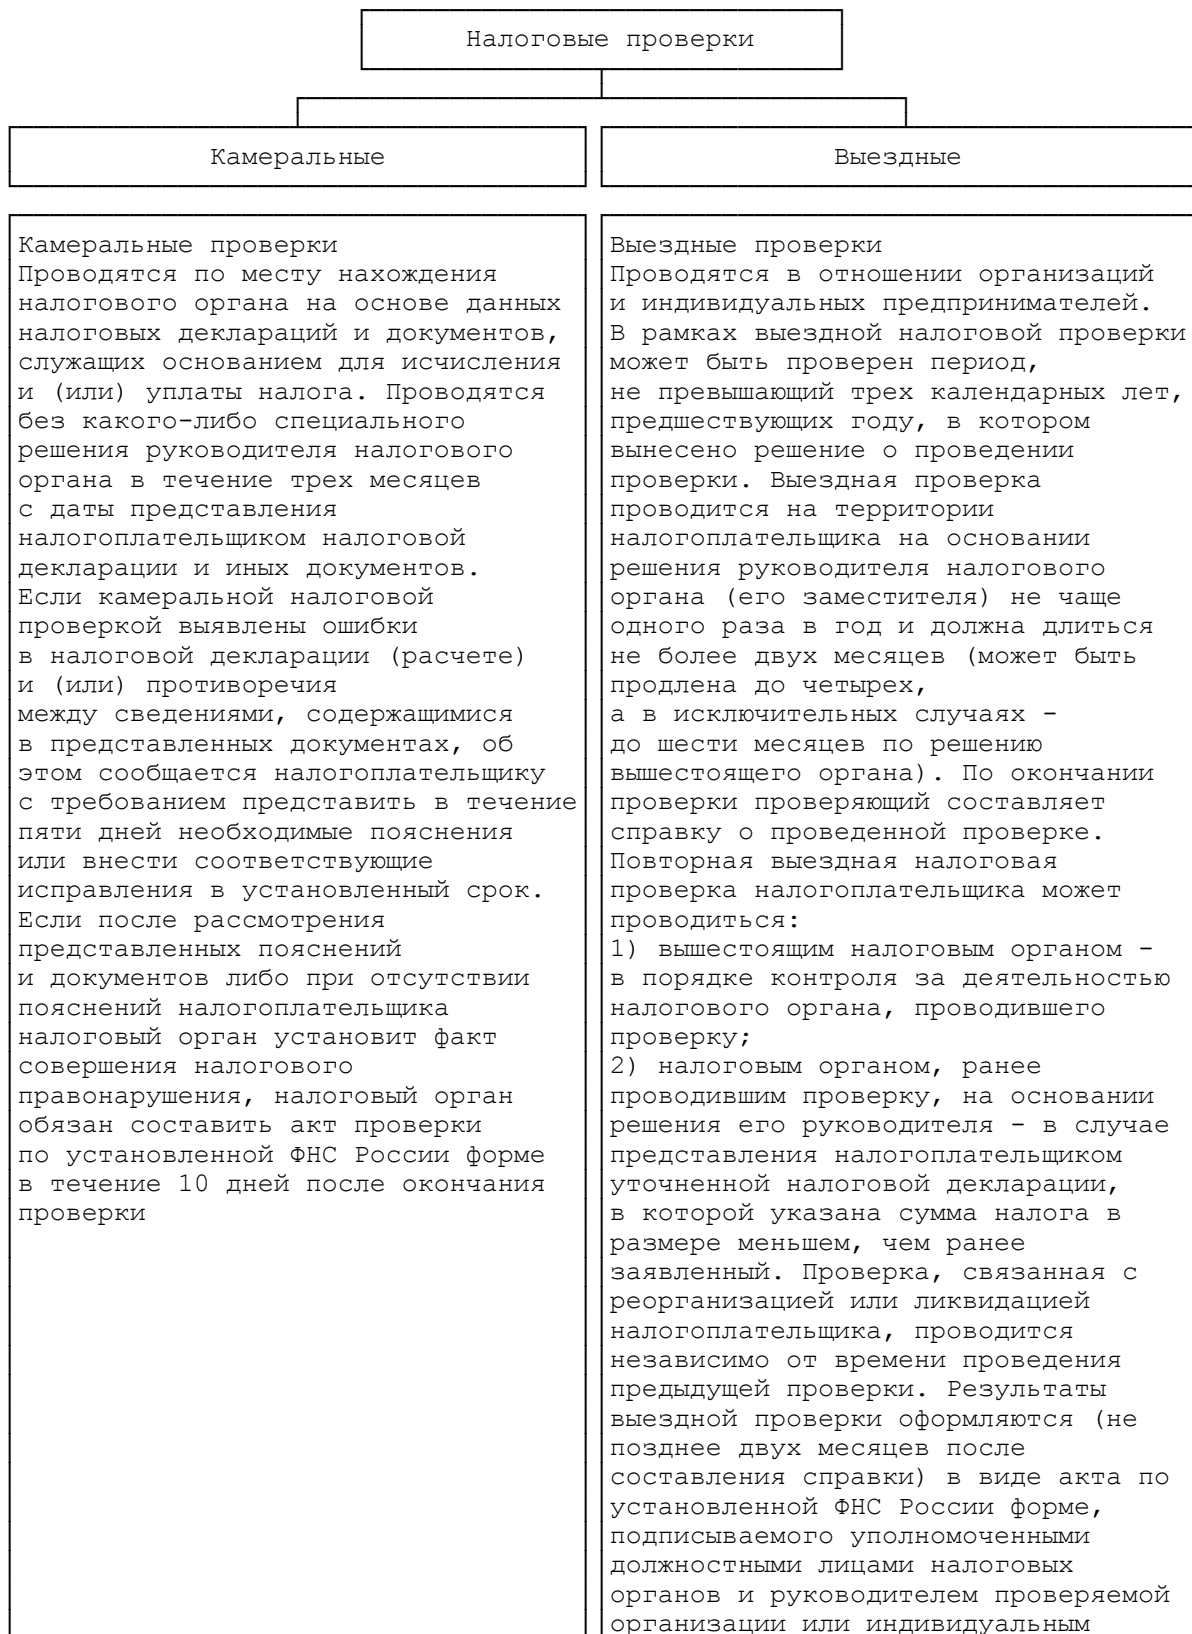 Налоговые проверки
Камеральные
Выездные
Камеральные проверки
Проводятся по месту нахождения
налогового органа на основе данных
налоговых деклараций и документов,
служащих основанием для исчисления
и (или) уплаты налога. Проводятся
без какого-либо специального
решения руководителя налогового
органа в течение трех месяцев
с даты представления
налогоплательщиком налоговой
декларации и иных документов.
Если камеральной налоговой
проверкой выявлены ошибки
в налоговой декларации (расчете)
и (или) противоречия
между сведениями, содержащимися
в представленных документах, об
этом сообщается налогоплательщику
с требованием представить в течение
пяти дней необходимые пояснения
или внести соответствующие
исправления в установленный срок.
Если после рассмотрения
представленных пояснений
и документов либо при отсутствии
пояснений налогоплательщика
налоговый орган установит факт
совершения налогового
правонарушения, налоговый орган
обязан составить акт проверки
по установленной ФНС России форме
в течение 10 дней после окончания
проверки
Выездные проверки
Проводятся в отношении организаций
и индивидуальных предпринимателей.
В рамках выездной налоговой проверки
может быть проверен период,
не превышающий трех календарных лет,
предшествующих году, в котором
вынесено решение о проведении
проверки. Выездная проверка
проводится на территории
налогоплательщика на основании
решения руководителя налогового
органа (его заместителя) не чаще
одного раза в год и должна длиться
не более двух месяцев (может быть
продлена до четырех,
а в исключительных случаях -
до шести месяцев по решению
вышестоящего органа). По окончании
проверки проверяющий составляет
справку о проведенной проверке.
Повторная выездная налоговая
проверка налогоплательщика может
проводиться:
1) вышестоящим налоговым органом -
в порядке контроля за деятельностью
налогового органа, проводившего
проверку;
2) налоговым органом, ранее
проводившим проверку, на основании
решения его руководителя - в случае
представления налогоплательщиком
уточненной налоговой декларации,
в которой указана сумма налога в
размере меньшем, чем ранее
заявленный. Проверка, связанная с
реорганизацией или ликвидацией
налогоплательщика, проводится
независимо от времени проведения
предыдущей проверки. Результаты
выездной проверки оформляются (не
позднее двух месяцев после
составления справки) в виде акта по
установленной ФНС России форме,
подписываемого уполномоченными
должностными лицами налоговых
органов и руководителем проверяемой
организации или индивидуальным